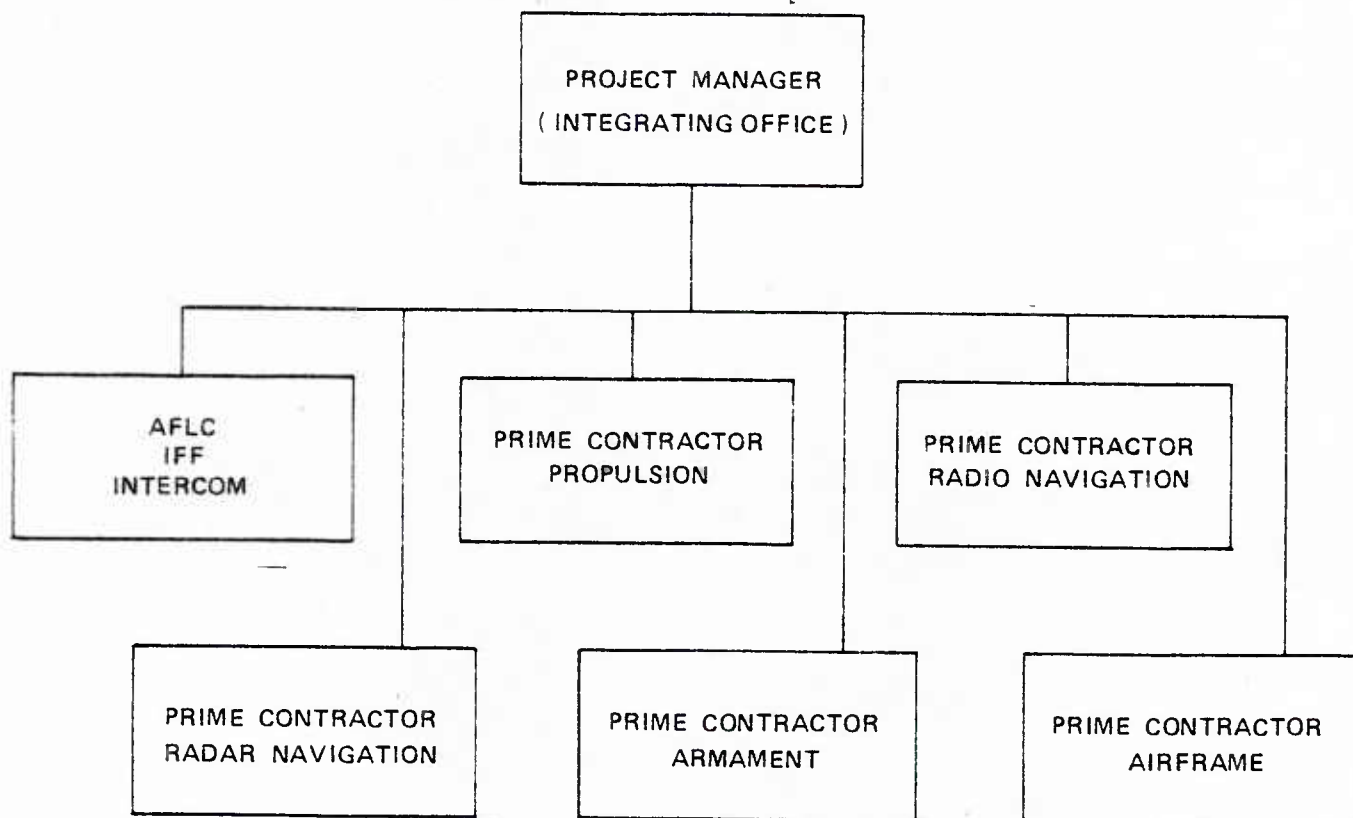 PROJECT MANAGER
( INTEGRATING OFFICE )
AFLC
IFF
INTERCOM
PRIME CONTRACTOR
PROPULSION
PRIME CONTRACTOR
RADIO NAVIGATION
PRIME CONTRACTOR
RADAR NAVIGATION
PRIME CONTRACTOR
ARMAMENT
PRIME CONTRACTOR
AIRFRAME